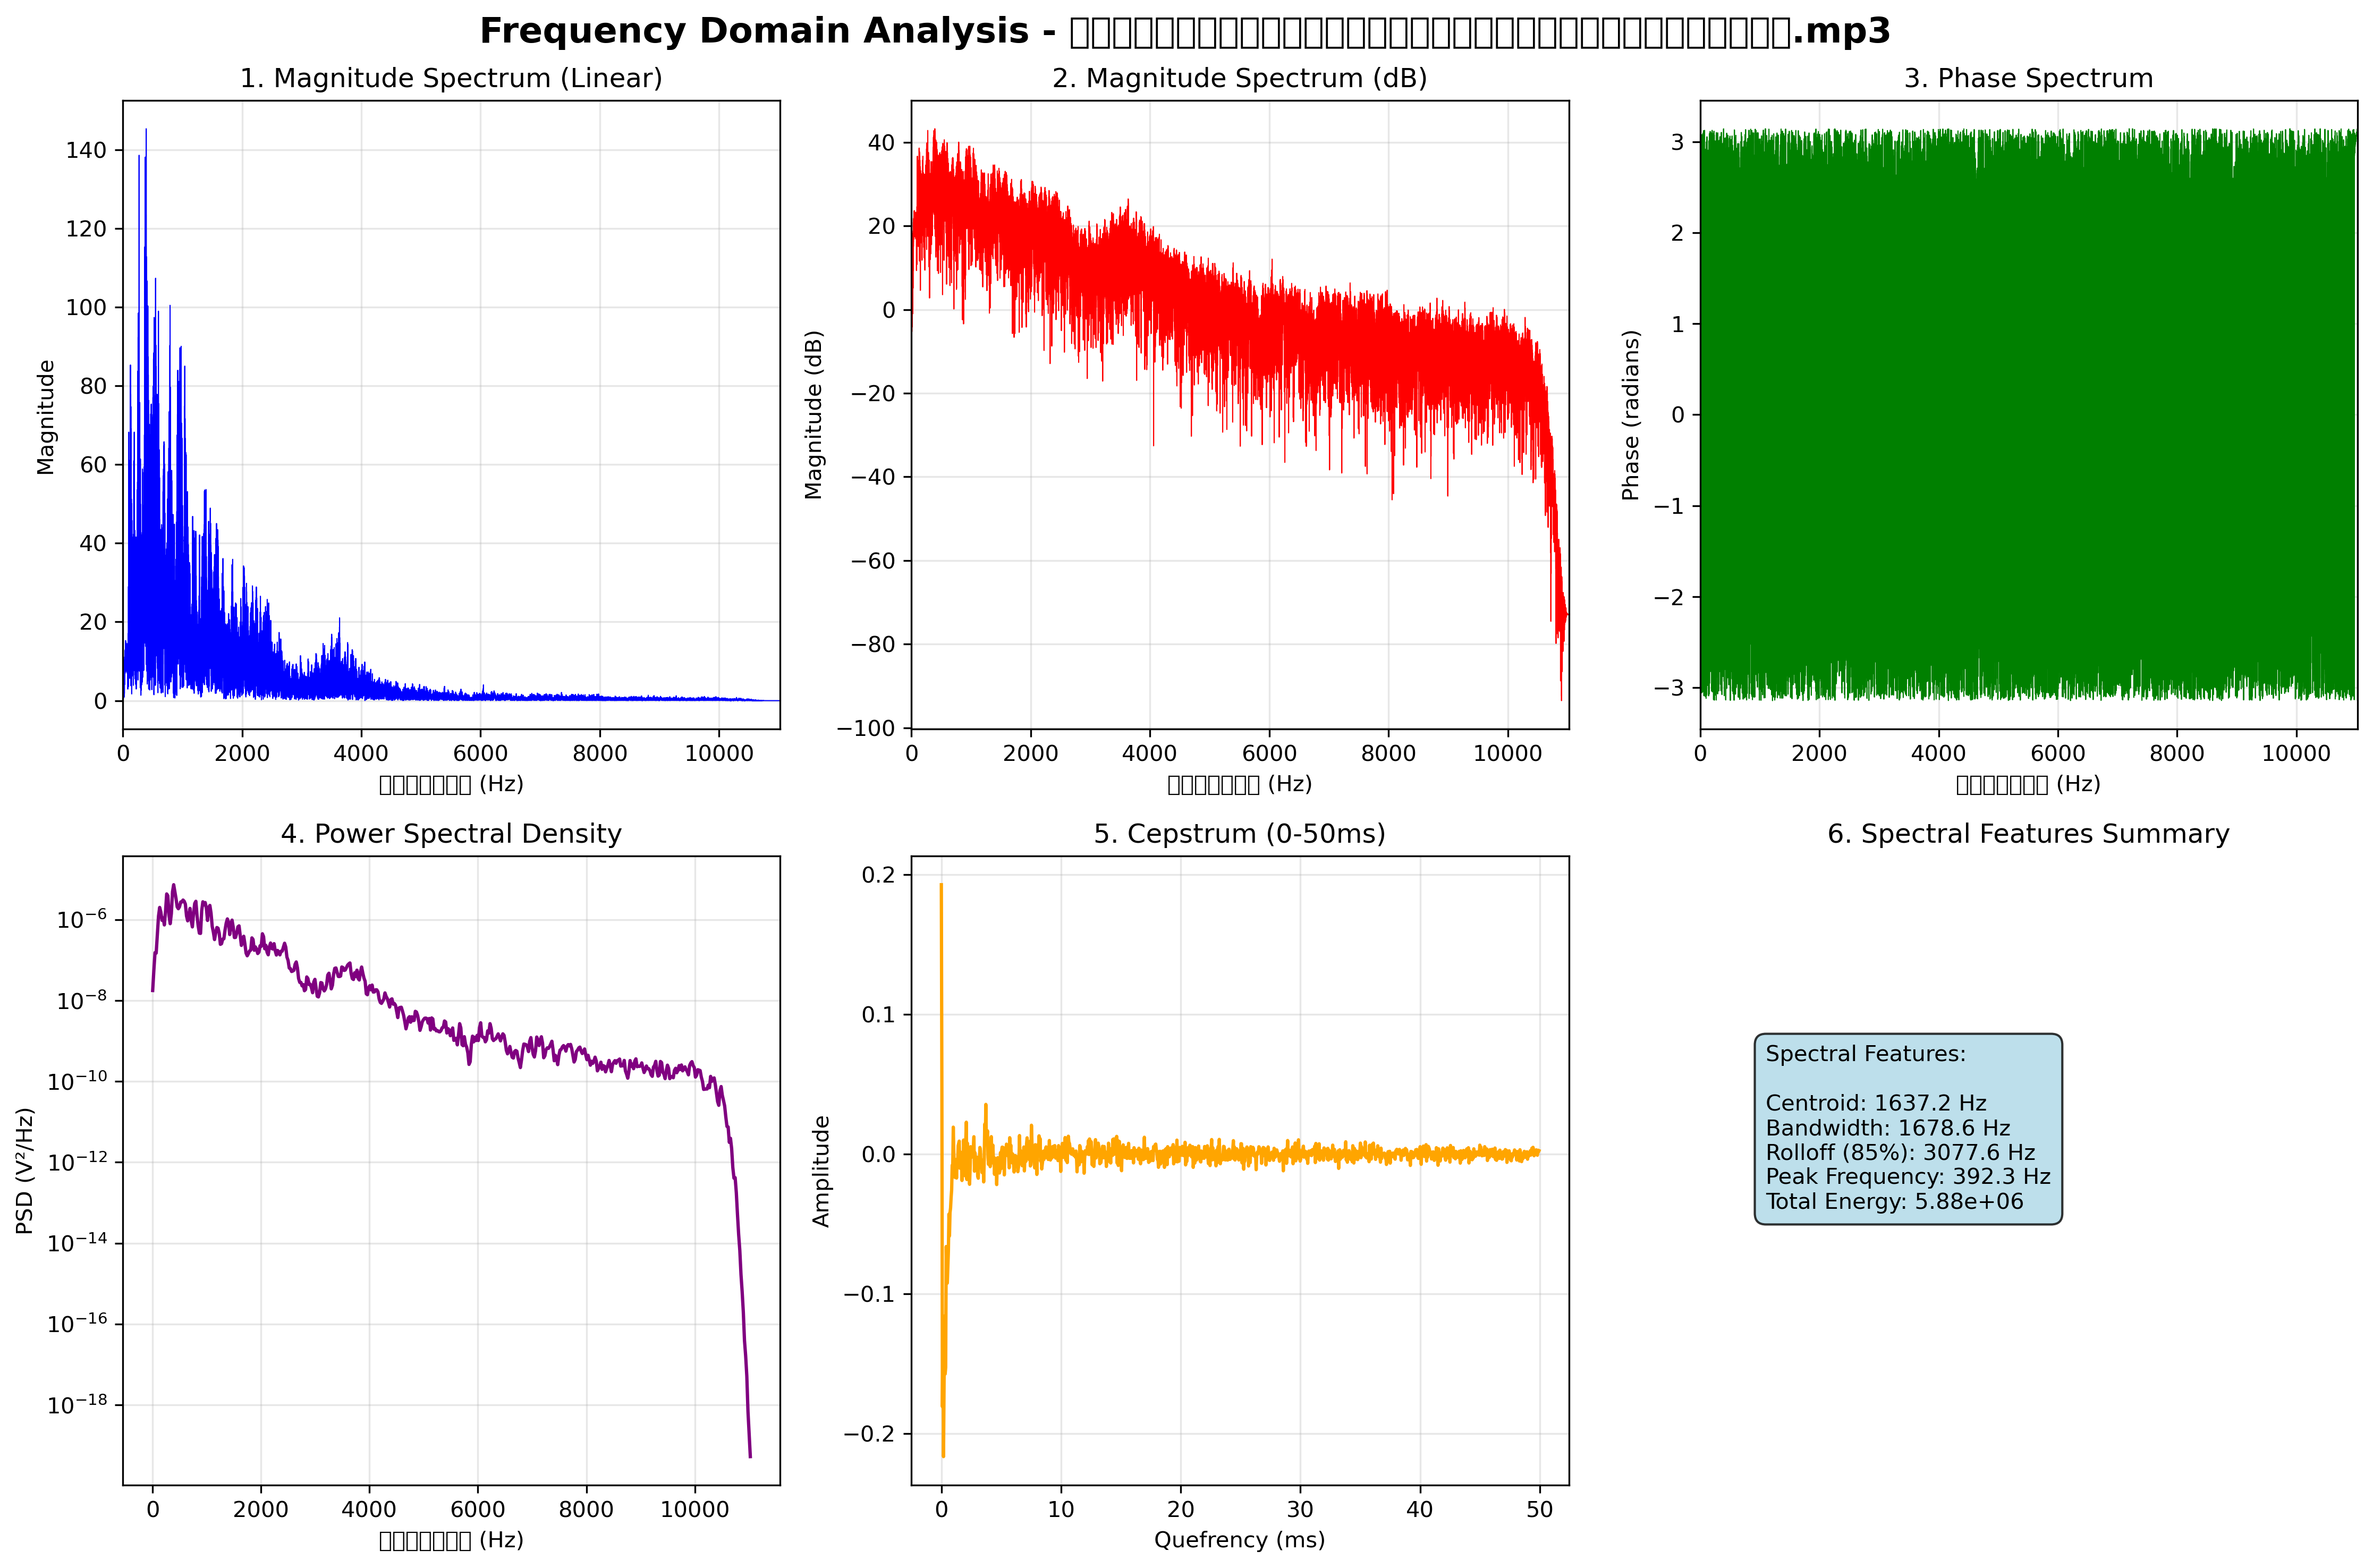 Frequency Domain Analysis - .mp3
1. Magnitude Spectrum (Linear)
Magnitude
140
120
100
80
60
40
20
0
0 2000 4000 6000 8000 10000
(Hz)
2. Magnitude Spectrum (dB)
Magnitude (dB)
40
20
0
−20
−40
−60
−80
−100
0 2000 4000 6000 8000 10000
(Hz)
3. Phase Spectrum
Phase (radians)
3
2
1
0
−1
−2
−3
0 2000 4000 6000 8000 10000
(Hz)
4. Power Spectral Density
PSD (V²/Hz)
10⁻⁶
10⁻⁸
10⁻¹⁰
10⁻¹²
10⁻¹⁴
10⁻¹⁶
10⁻¹⁸
0 2000 4000 6000 8000 10000
(Hz)
5. Cepstrum (0-50ms)
Amplitude
0.2
0.1
0.0
−0.1
−0.2
0 10 20 30 40 50
Quefrency (ms)
6. Spectral Features Summary
Spectral Features:
Centroid: 1637.2 Hz
Bandwidth: 1678.6 Hz
Rolloff (85%): 3077.6 Hz
Peak Frequency: 392.3 Hz
Total Energy: 5.88e+06